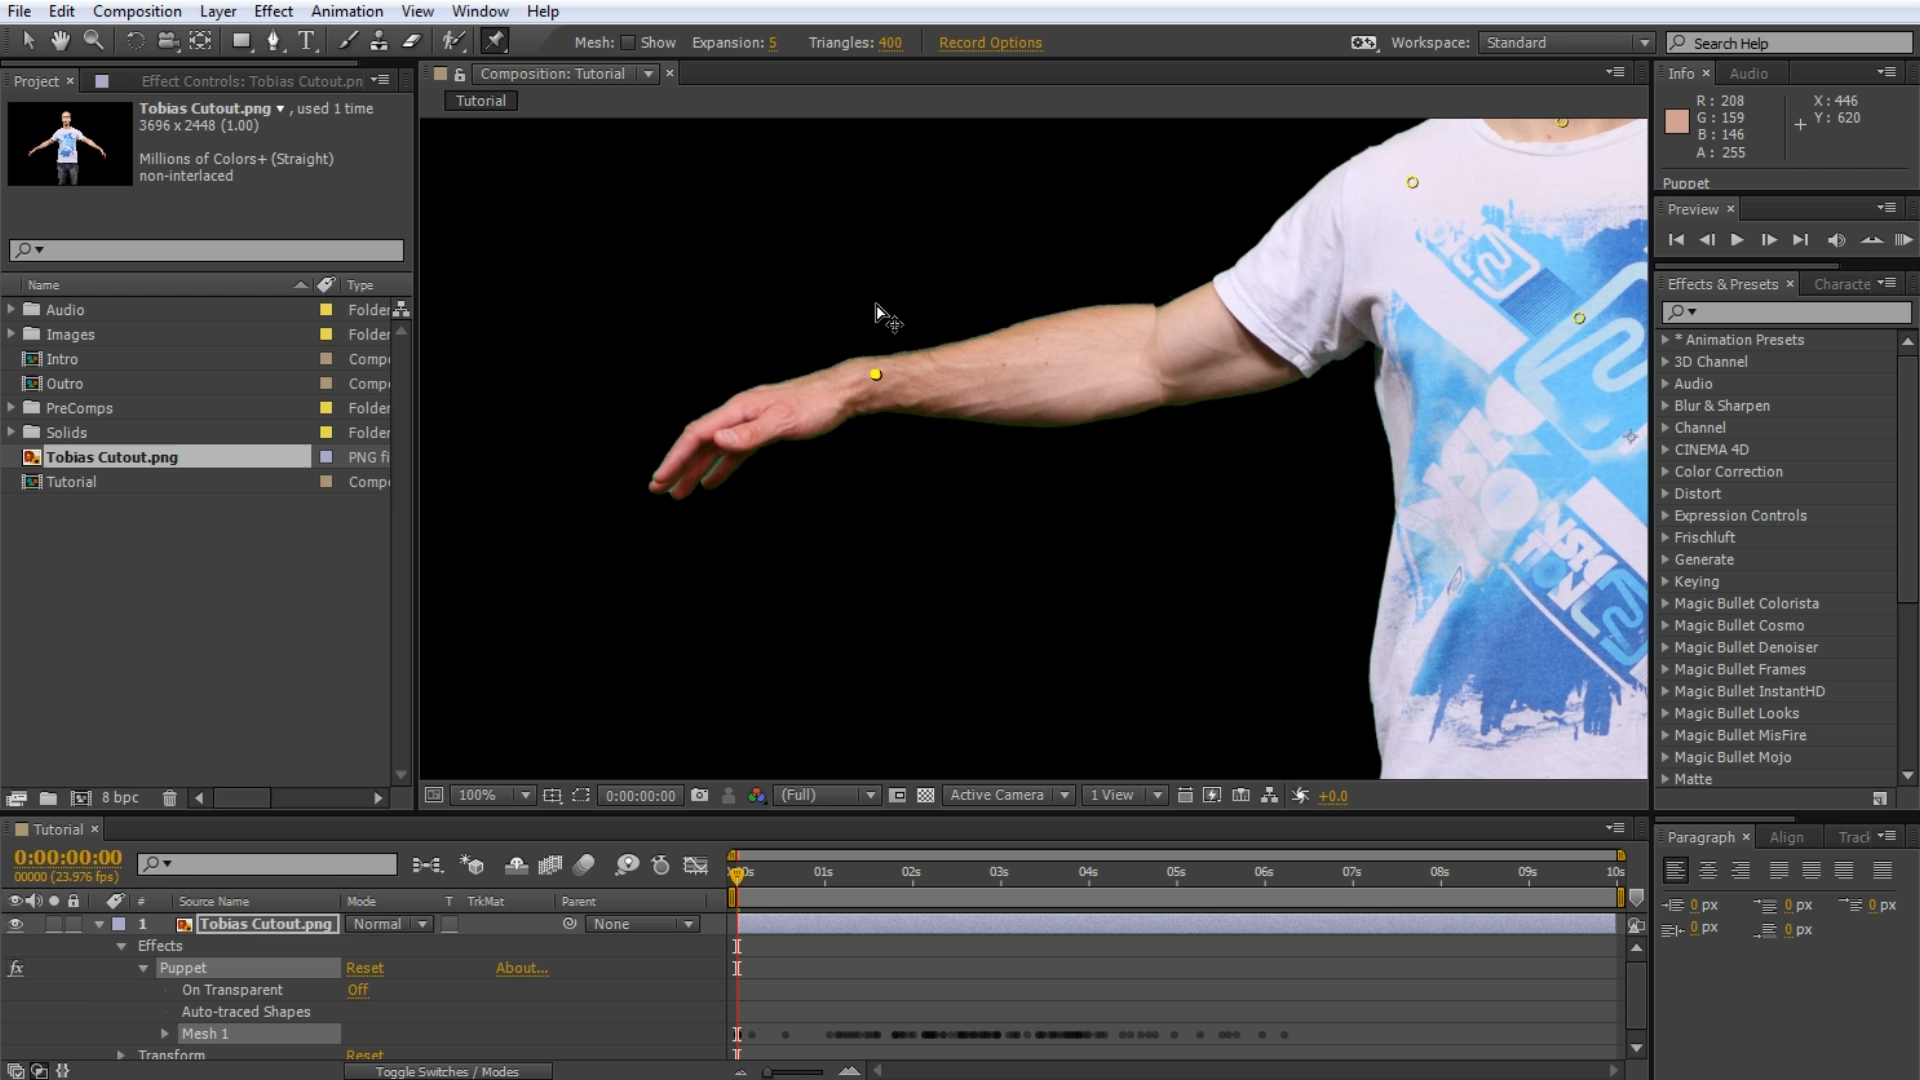 File Edit Composition Layer Effect Animation View Window Help
Mesh: Show Expansion: 5 Triangles: 400 Record Options Workspace: Standard Search Help
Project Effect Controls: Tobias Cutout.pn Composition: Tutorial Info Audio
Tutorial
Tobias Cutout.png , used 1 time
3696 x 2448 (1.00)
Millions of Colors+ (Straight)
non-interlaced
R: 208 X: 446
G: 159 Y: 620
B: 146
A: 255
Puppet
Preview
Effects & Presets Characte
Name Type
Audio Folder
Images Folder
Intro Compo
Outro Compo
PreComps Folder
Solids Folder
Tobias Cutout.png PNG fi
Tutorial Compo
* Animation Presets
3D Channel
Audio
Blur & Sharpen
Channel
CINEMA 4D
Color Correction
Distort
Expression Controls
Frischluft
Generate
Keying
Magic Bullet Colorista
Magic Bullet Cosmo
Magic Bullet Denoiser
Magic Bullet Frames
Magic Bullet InstantHD
Magic Bullet Looks
Magic Bullet MisFire
Magic Bullet Mojo
Matte
8 bpc 100% 0:00:00:00 (Full) Active Camera 1 View +0.0
Tutorial
0:00:00:00
00000 (23.976 fps)
01s 02s 03s 04s 05s 06s 07s 08s 09s 10s
# Source Name Mode T TrkMat Parent
1 Tobias Cutout.png Normal None
Effects
fx Puppet Reset About...
On Transparent Off
Auto-traced Shapes
Mesh 1
Transform Reset
Toggle Switches / Modes
Paragraph Align Track
0 px 0 px 0 px
0 px 0 px